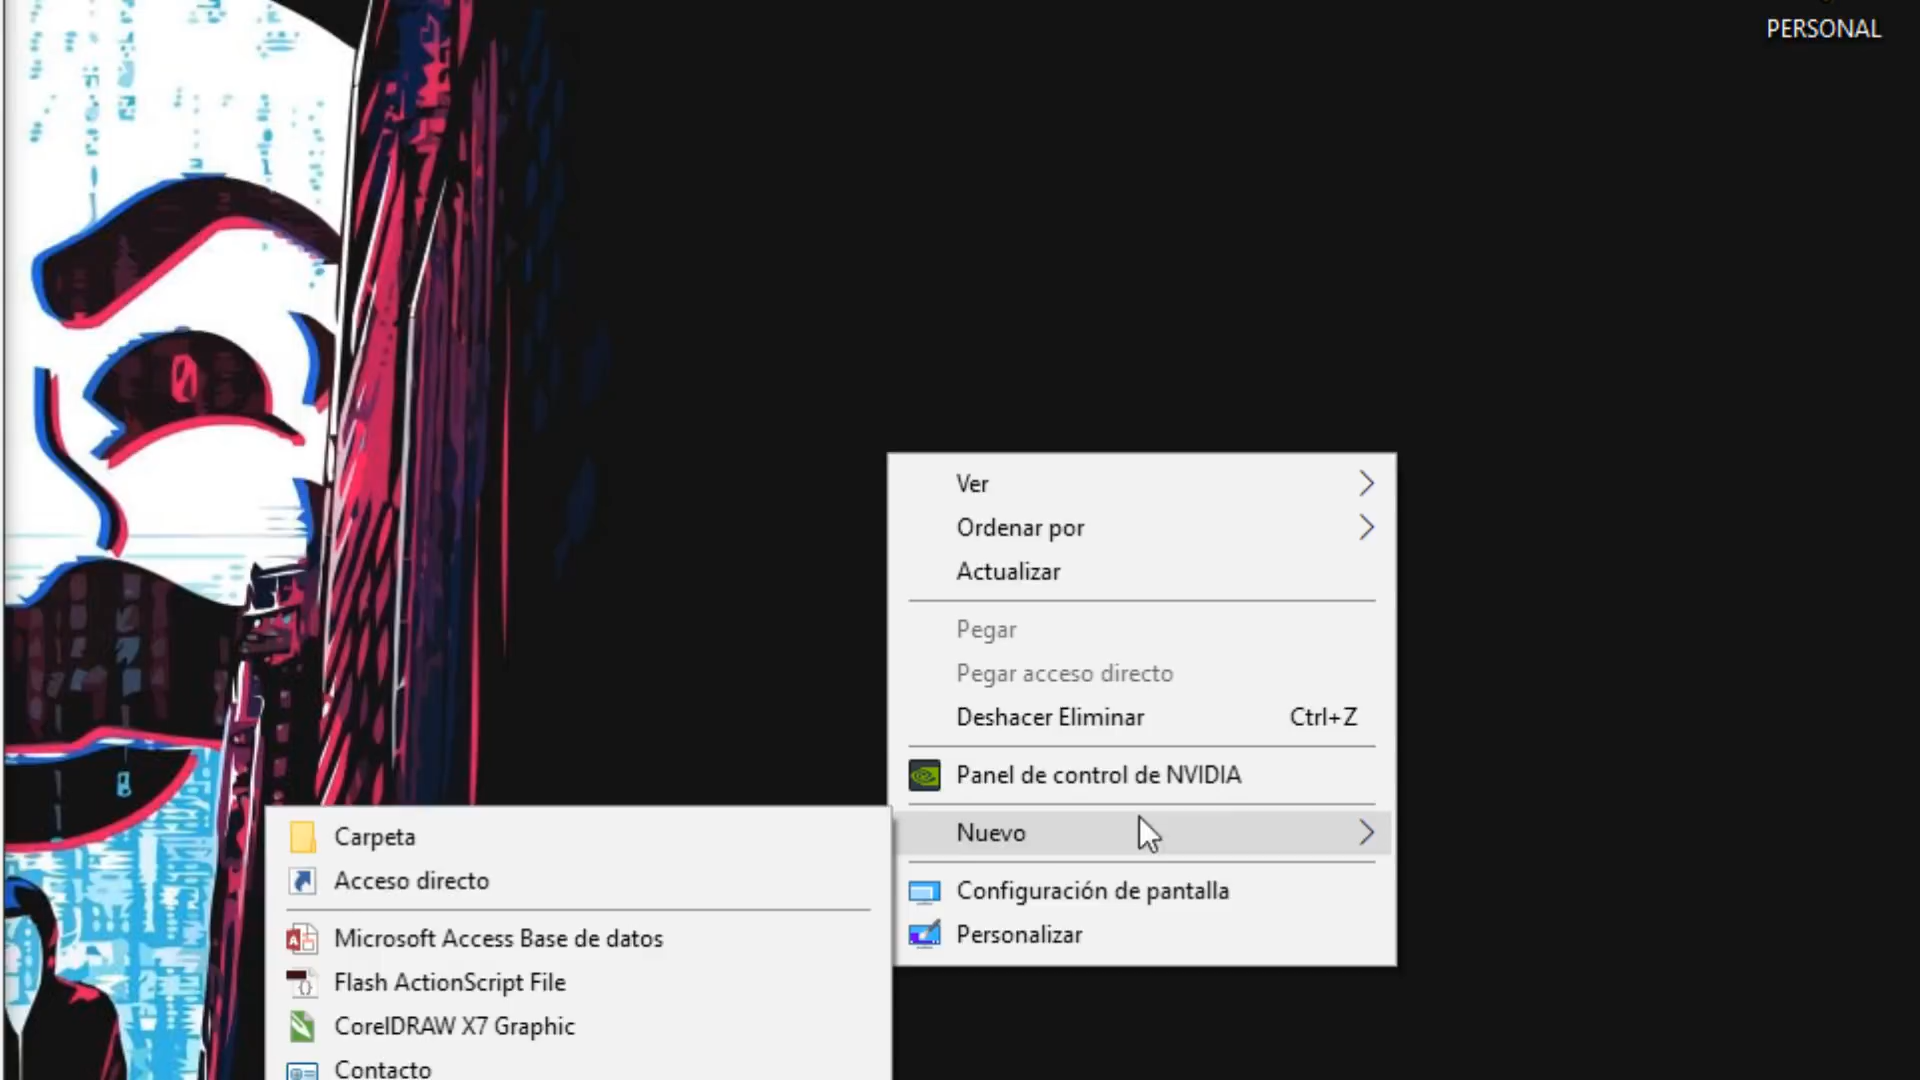 PERSONAL
Ver
Ordenar por
Actualizar
Pegar
Pegar acceso directo
Deshacer Eliminar Ctrl+Z
Panel de control de NVIDIA
Nuevo
Configuración de pantalla
Personalizar
Carpeta
Acceso directo
Microsoft Access Base de datos
Flash ActionScript File
CorelDRAW X7 Graphic
Contacto